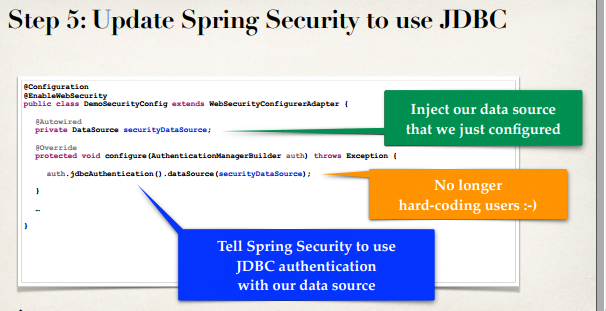 Step 5: Update Spring Security to use JDBC
@Configuration
@EnableWebSecurity
public class DemoSecurityConfig extends WebSecurityConfigurerAdapter {
@Autowired
private DataSource securityDataSource;
@Override
protected void configure(AuthenticationManagerBuilder auth) throws Exception {
auth.jdbcAuthentication().dataSource(securityDataSource);
}
…
}
Inject our data source
that we just configured
No longer
hard-coding users :-)
Tell Spring Security to use
JDBC authentication
with our data source